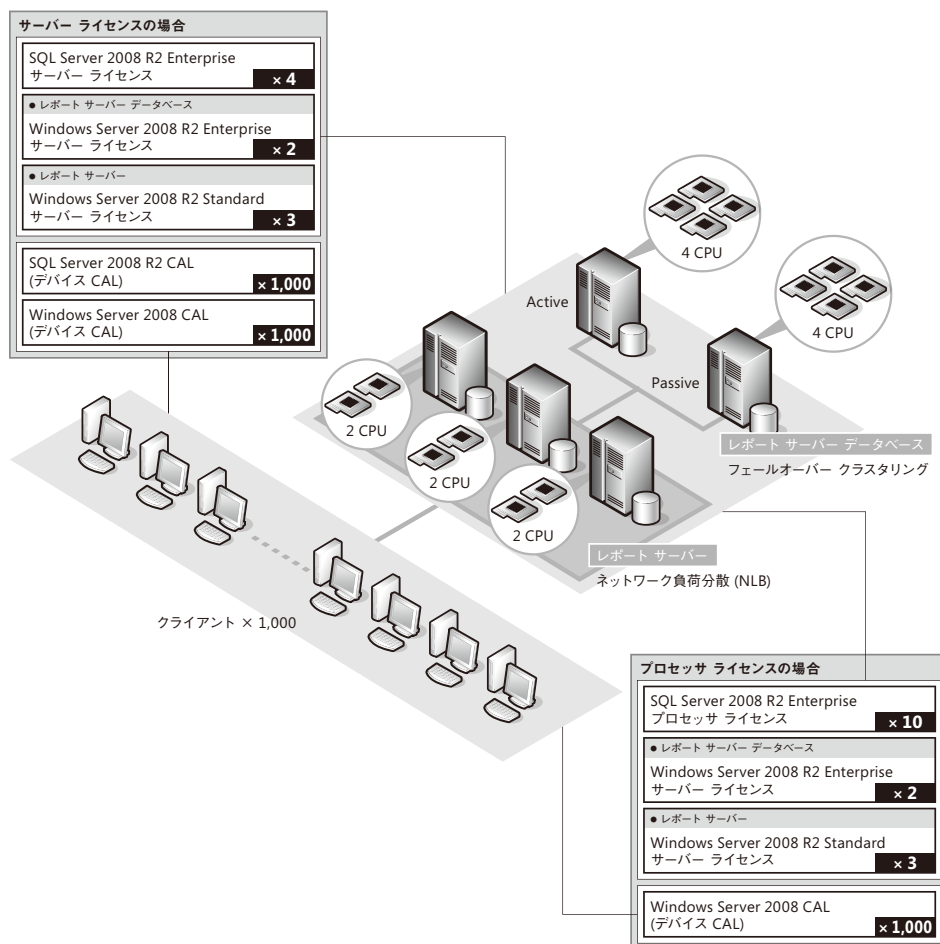 サーバー ライセンスの場合
SQL Server 2008 R2 Enterprise
サーバー ライセンス
× 4
● レポート サーバー データベース
Windows Server 2008 R2 Enterprise
サーバー ライセンス
× 2
● レポート サーバー
Windows Server 2008 R2 Standard
サーバー ライセンス
× 3
SQL Server 2008 R2 CAL
(デバイス CAL)
× 1,000
Windows Server 2008 CAL
(デバイス CAL)
× 1,000
4 CPU
Active
4 CPU
Passive
2 CPU
2 CPU
2 CPU
レポート サーバー データベース
フェールオーバー クラスタリング
レポート サーバー
ネットワーク負荷分散 (NLB)
クライアント × 1,000
プロセッサ ライセンスの場合
SQL Server 2008 R2 Enterprise
プロセッサ ライセンス
× 10
● レポート サーバー データベース
Windows Server 2008 R2 Enterprise
サーバー ライセンス
× 2
● レポート サーバー
Windows Server 2008 R2 Standard
サーバー ライセンス
× 3
Windows Server 2008 CAL
(デバイス CAL)
× 1,000